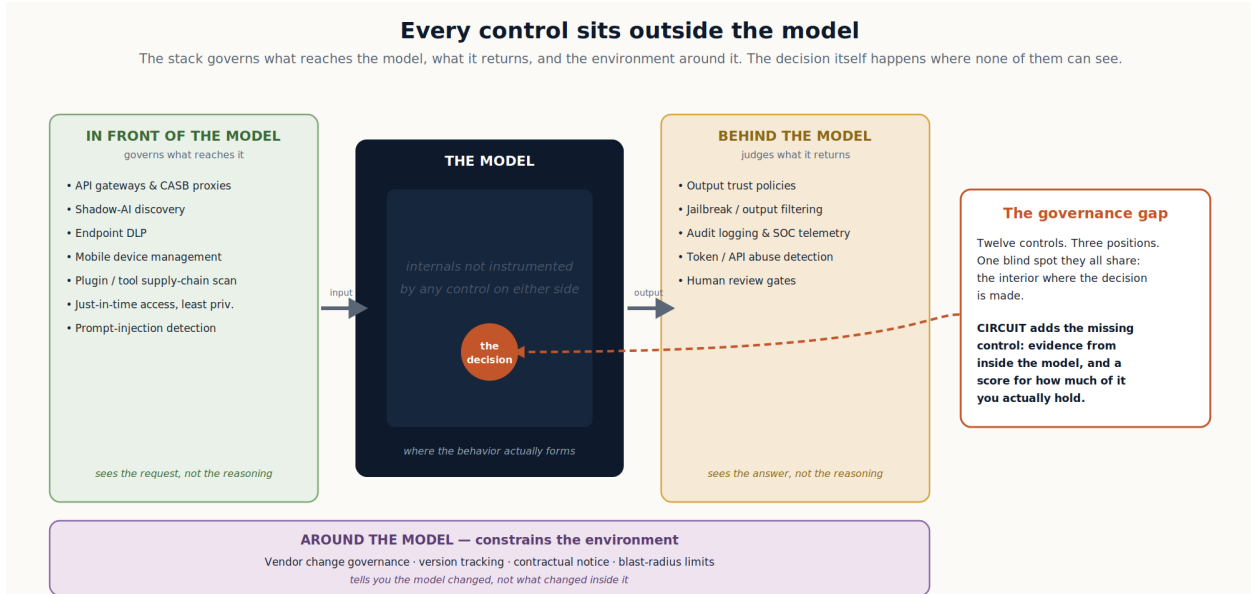 Every control sits outside the model
The stack governs what reaches the model, what it returns, and the environment around it. The decision itself happens where none of them can see.
IN FRONT OF THE MODEL
governs what reaches it
• API gateways & CASB proxies
• Shadow-AI discovery
• Endpoint DLP
• Mobile device management
• Plugin / tool supply-chain scan
• Just-in-time access, least priv.
• Prompt-injection detection
sees the request, not the reasoning
input
THE MODEL
internals not instrumented
by any control on either side
the
decision
where the behavior actually forms
output
BEHIND THE MODEL
judges what it returns
• Output trust policies
• Jailbreak / output filtering
• Audit logging & SOC telemetry
• Token / API abuse detection
• Human review gates
sees the answer, not the reasoning
The governance gap
Twelve controls. Three positions.
One blind spot they all share:
the interior where the decision
is made.
CIRCUIT adds the missing
control: evidence from
inside the model, and a
score for how much of it
you actually hold.
AROUND THE MODEL — constrains the environment
Vendor change governance · version tracking · contractual notice · blast-radius limits
tells you the model changed, not what changed inside it